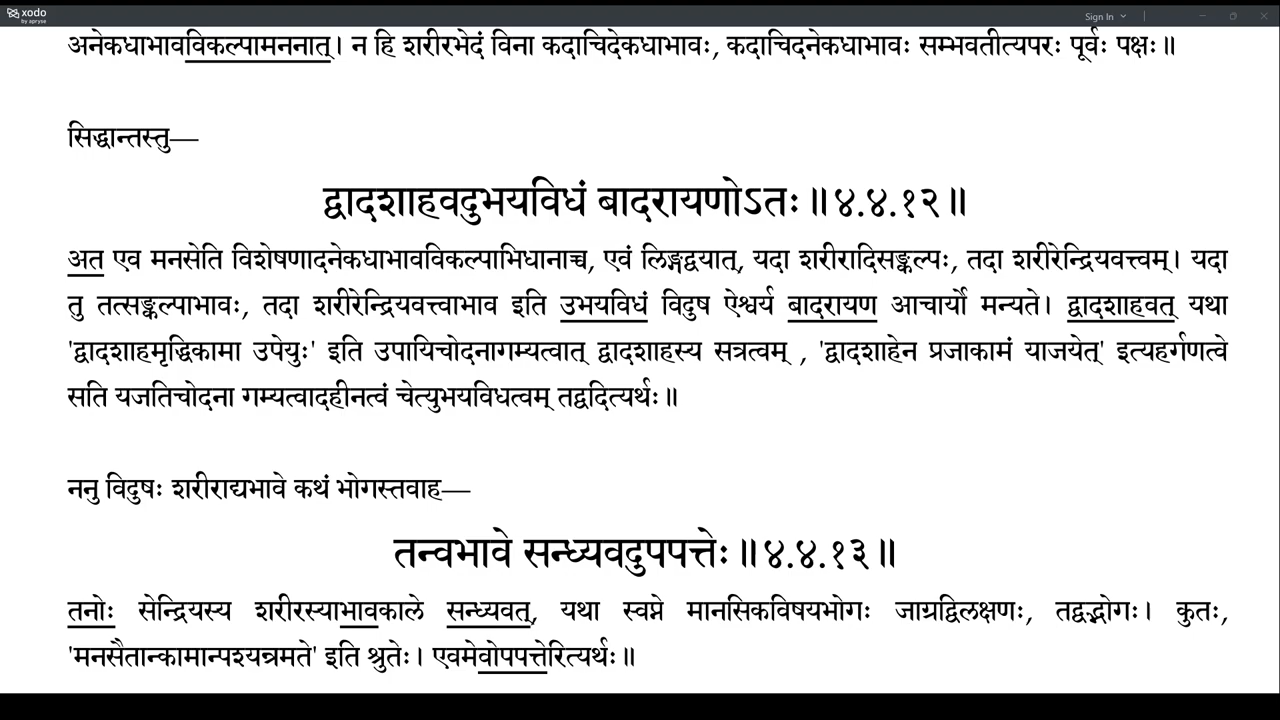 xodo
by apryse
Sign In
अनेकधाभावविकल्पामननात्। न हि शरीरभेदं विना कदाचिदेकधाभावः, कदाचिदनेकधाभावः सम्भवतीत्यपरः पूर्वः पक्षः॥
सिद्धान्तस्तु—
द्वादशाहवदुभयविधं बादरायणोऽतः॥४.४.१२॥
अत एव मनसेति विशेषणादनेकधाभावविकल्पाभिधानाच्च, एवं लिङ्गद्वयात्, यदा शरीरादिसङ्कल्पः, तदा शरीरेन्द्रियवत्त्वम्। यदा
तु तत्सङ्कल्पाभावः, तदा शरीरेन्द्रियवत्त्वाभाव इति उभयविधं विदुष ऐश्वर्य बादरायण आचार्यो मन्यते। द्वादशाहवत् यथा
'द्वादशाहमृद्धिकामा उपेयुः' इति उपायिचोदनागम्यत्वात् द्वादशाहस्य सत्रत्वम् , 'द्वादशाहेन प्रजाकामं याजयेत्' इत्यहर्गणत्वे
सति यजतिचोदना गम्यत्वादहीनत्वं चेत्युभयविधत्वम् तद्वदित्यर्थः॥
ननु विदुषः शरीराद्यभावे कथं भोगस्तवाह—
तन्वभावे सन्ध्यवदुपपत्तेः॥४.४.१३॥
तनोः सेन्द्रियस्य शरीरस्याभावकाले सन्ध्यवत्, यथा स्वप्ने मानसिकविषयभोगः जाग्रद्विलक्षणः, तद्वद्भोगः। कुतः,
'मनसैतान्कामान्पश्यन्रमते' इति श्रुतेः। एवमेवोपपत्तेरित्यर्थः॥